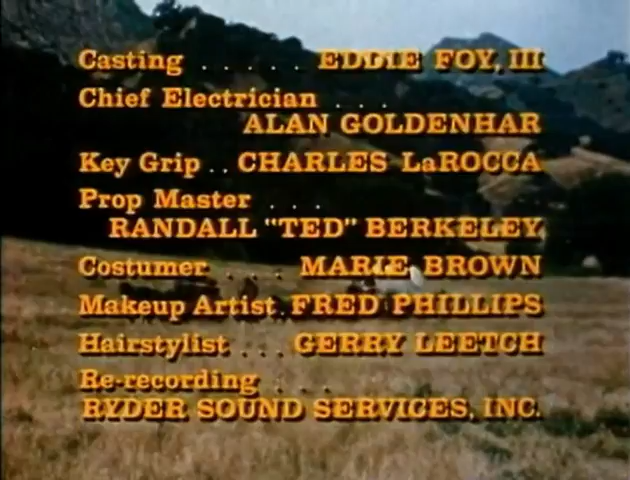 Casting . . . . . EDDIE FOY, III
Chief Electrician . . .
ALAN GOLDENHAR
Key Grip . . CHARLES LaROCCA
Prop Master . . .
RANDALL "TED" BERKELEY
Costumer . . . . MARIE BROWN
Makeup Artist . FRED PHILLIPS
Hairstylist . . . GERRY LEETCH
Re-recording . . .
RYDER SOUND SERVICES, INC.